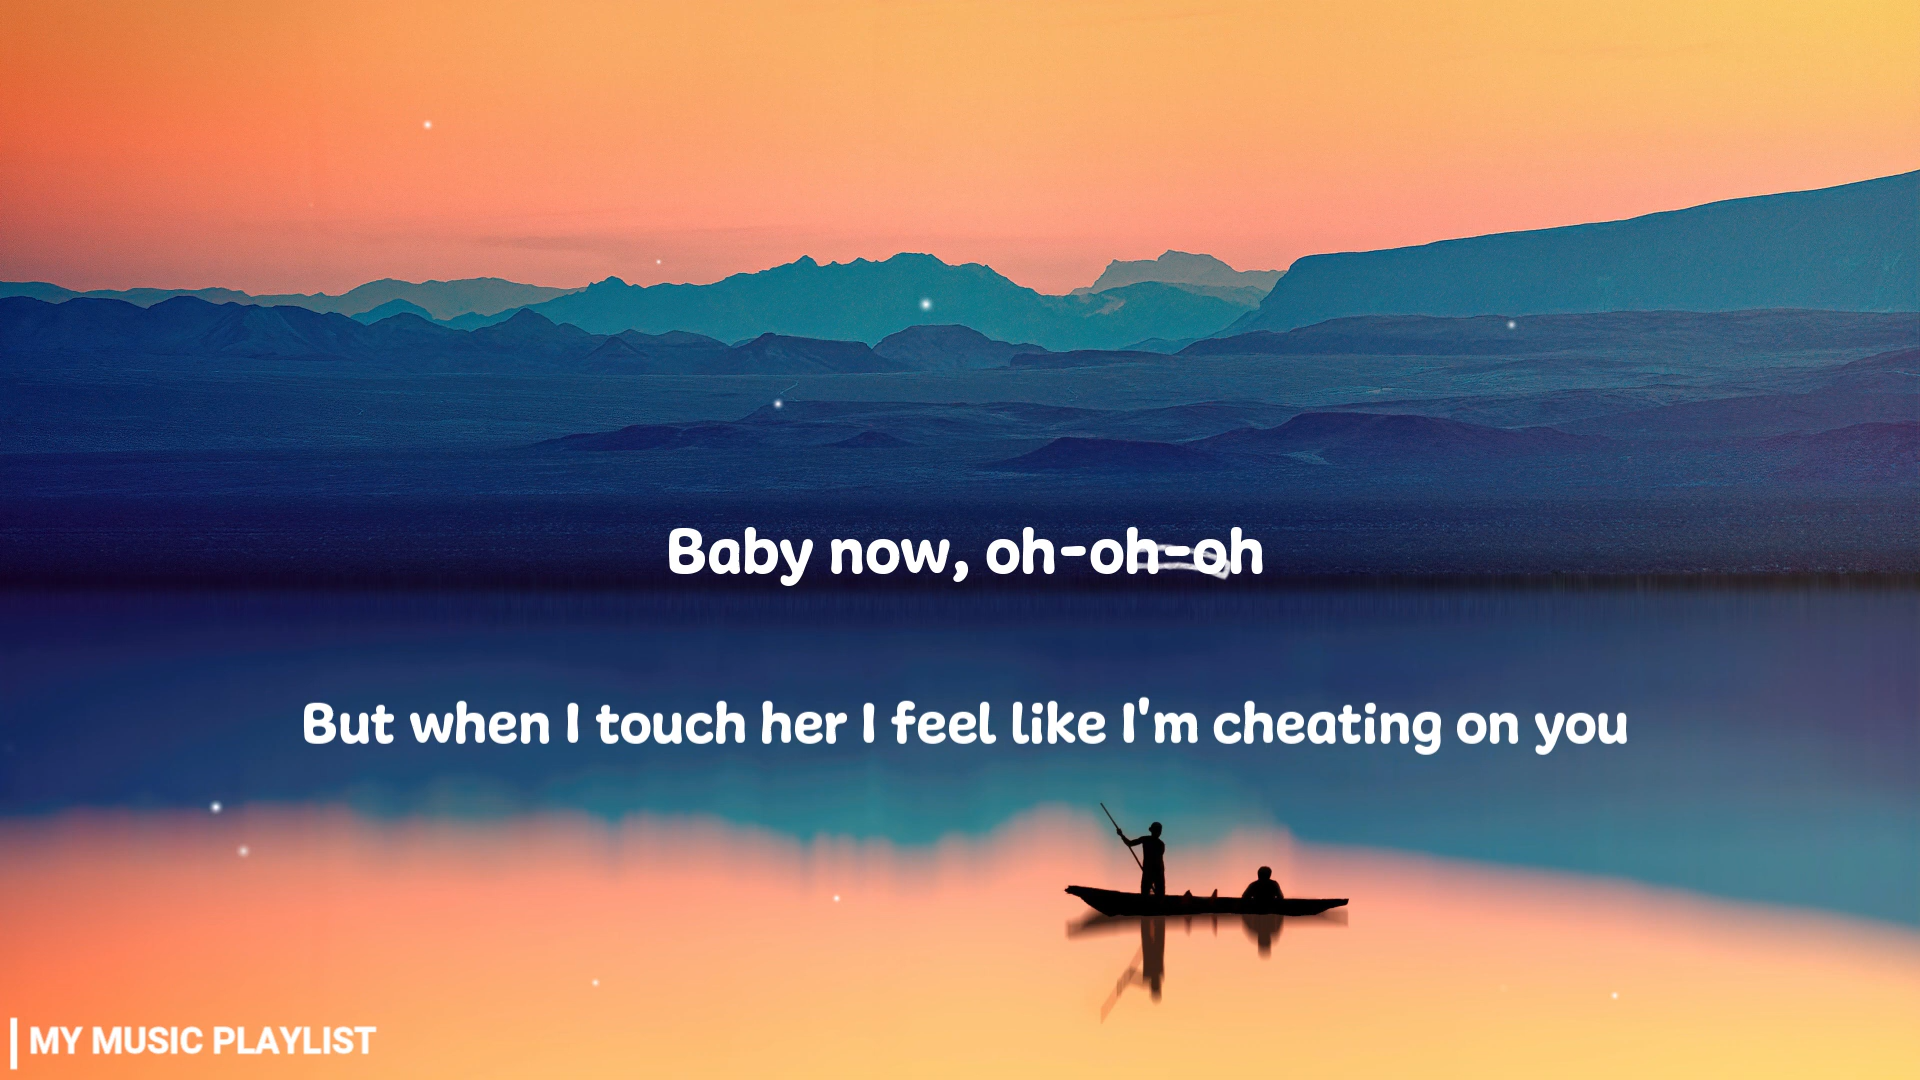 Baby now, oh-oh-oh
But when I touch her I feel like I'm cheating on you
MY MUSIC PLAYLIST